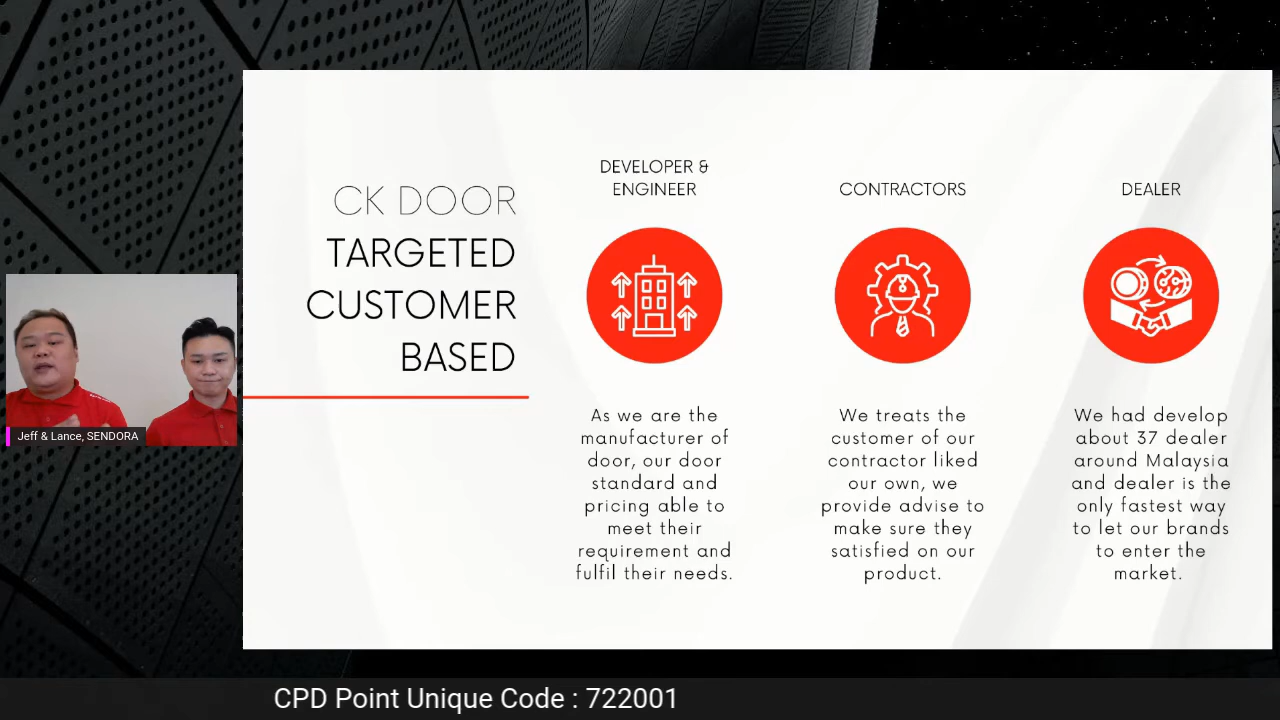 CK DOOR
TARGETED
CUSTOMER
BASED
DEVELOPER &
ENGINEER
As we are the
manufacturer of
door, our door
standard and
pricing able to
meet their
requirement and
fulfil their needs.
CONTRACTORS
We treats the
customer of our
contractor liked
our own, we
provide advise to
make sure they
satisfied on our
product.
DEALER
We had develop
about 37 dealer
around Malaysia
and dealer is the
only fastest way
to let our brands
to enter the
market.
Jeff & Lance, SENDORA
CPD Point Unique Code : 722001